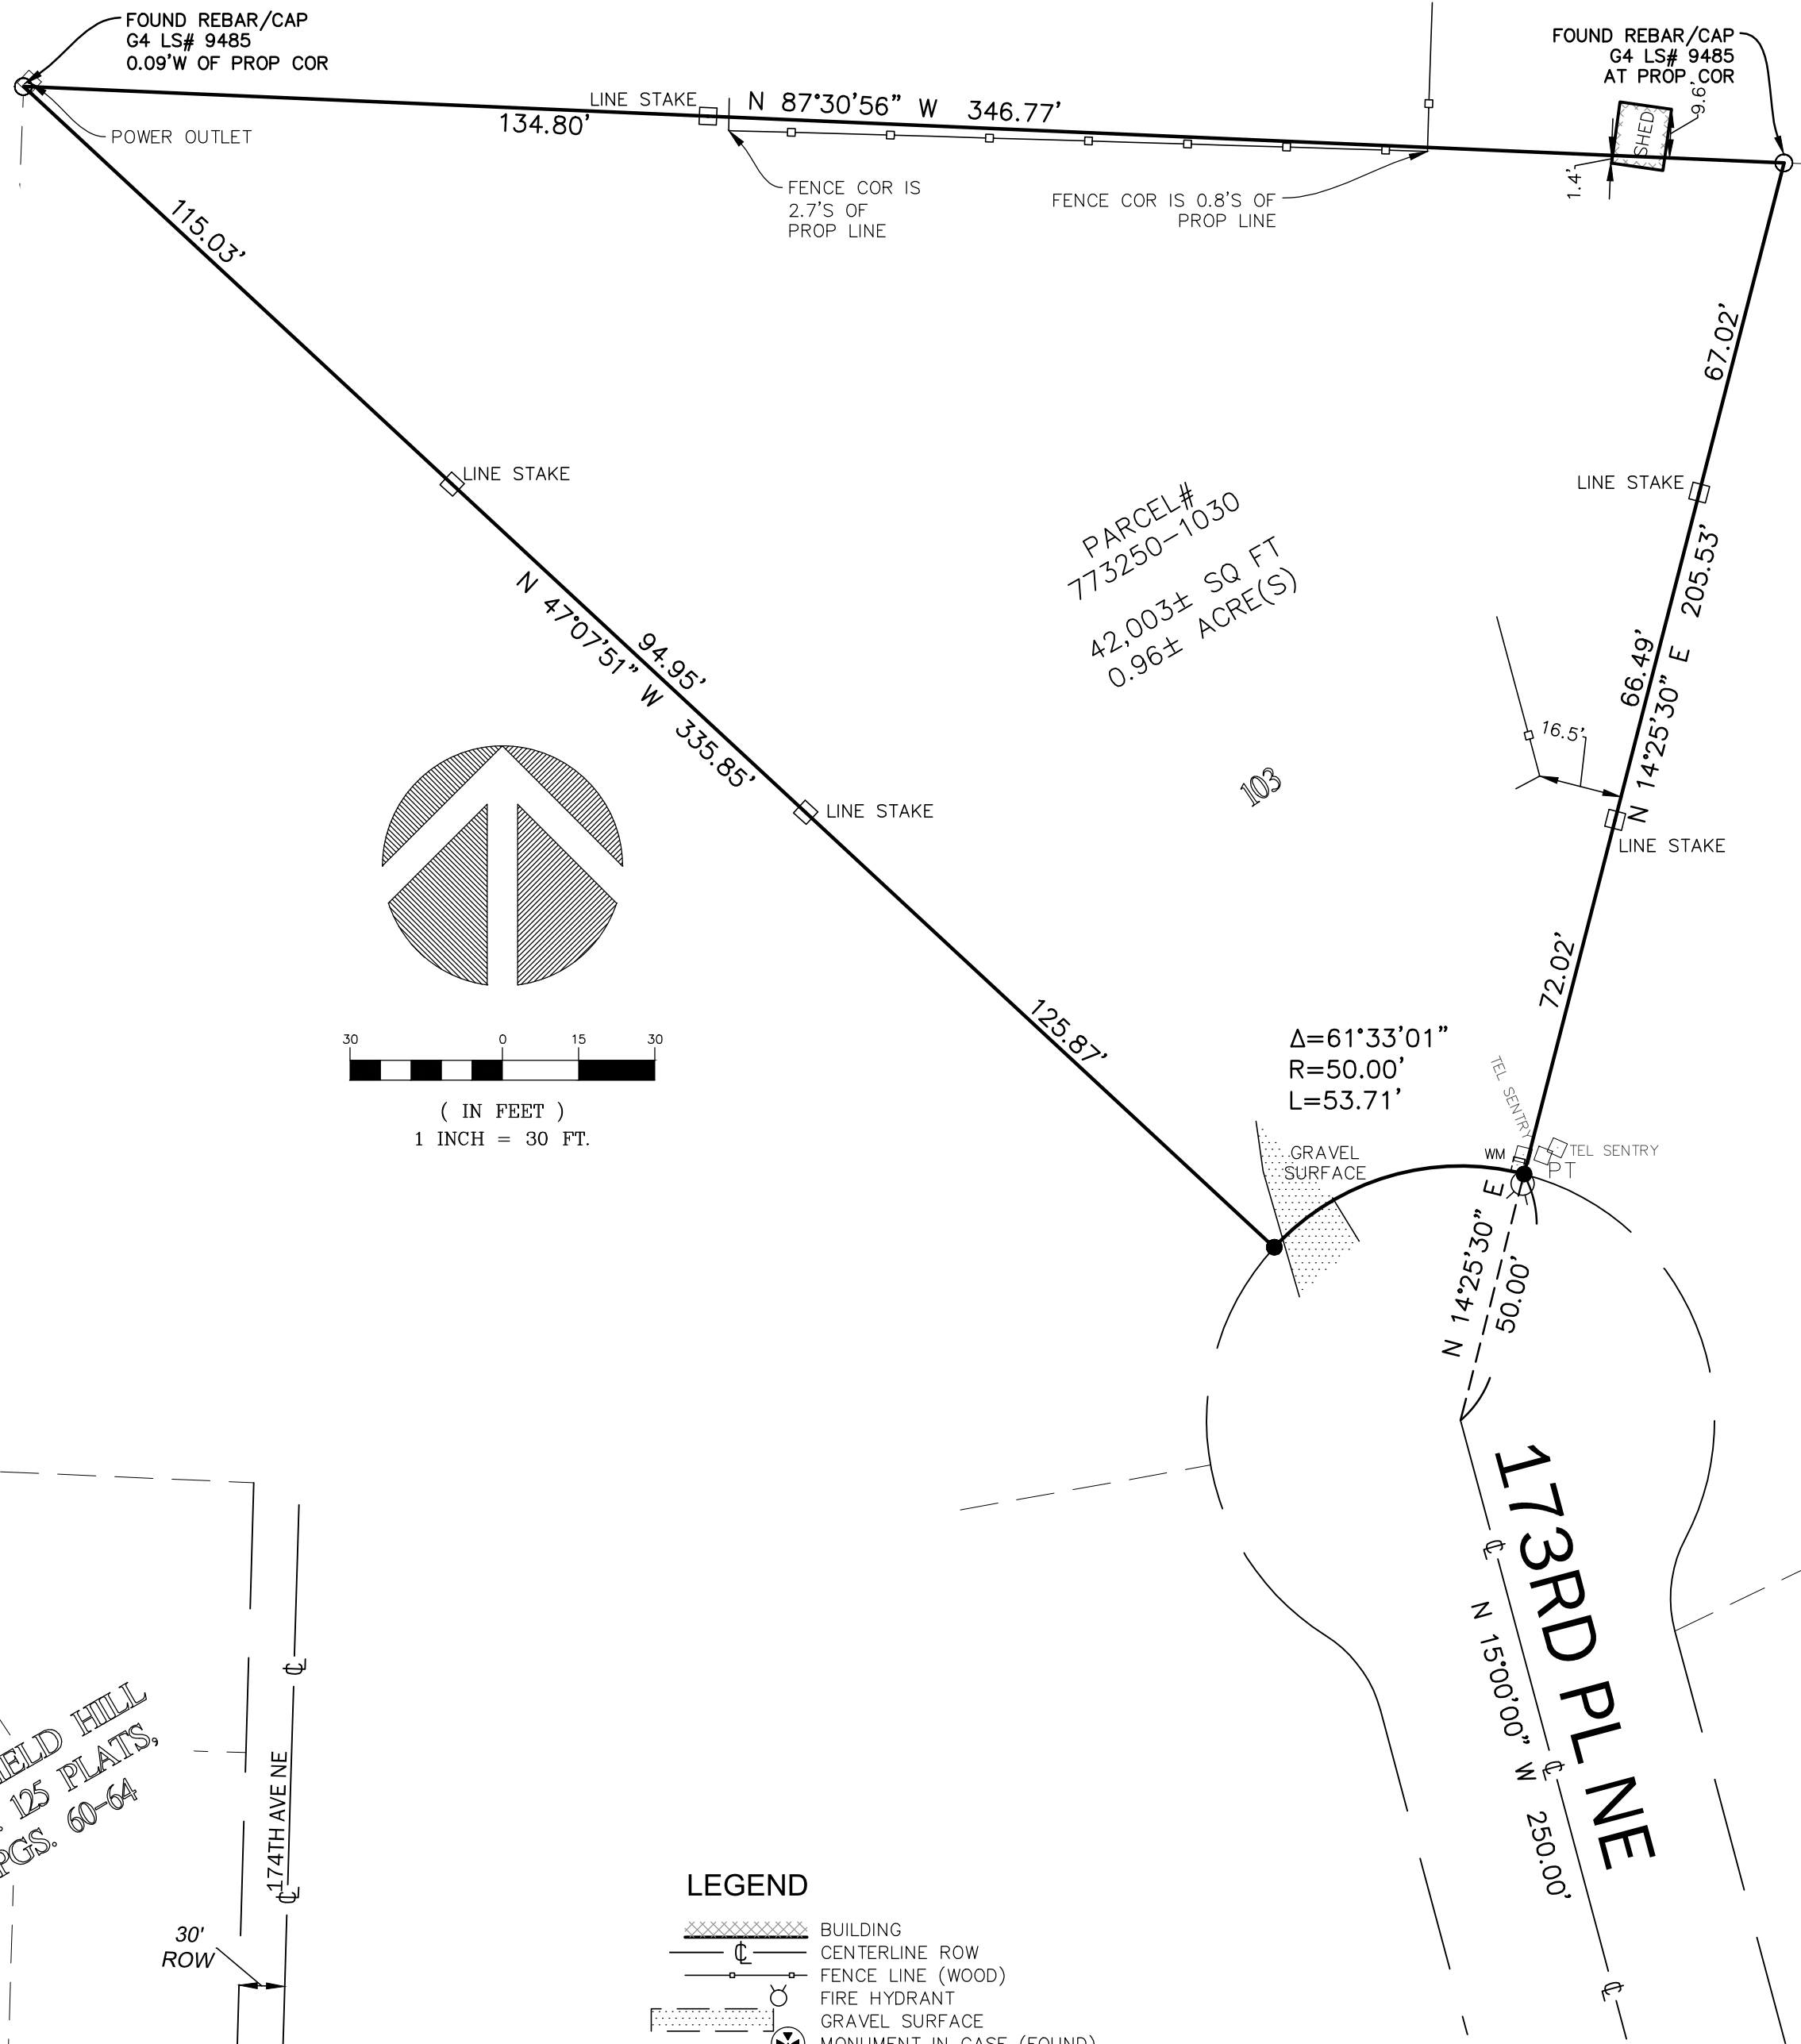 FOUND REBAR/CAP
G4 LS# 9485
0.09'W OF PROP COR
POWER OUTLET
LINE STAKE
N 87°30'56" W 346.77'
134.80'
FENCE COR IS
2.7'S OF
PROP LINE
FENCE COR IS 0.8'S OF
PROP LINE
FOUND REBAR/CAP
G4 LS# 9485
AT PROP COR
9.6'
SHED
1.4'
115.03'
67.02'
LINE STAKE
LINE STAKE
PARCEL#
773250-1030
42,003± SQ FT
0.96± ACRE(S)
N 14°25'30" E 205.53'
66.49'
N 47°07'51" W 335.85'
94.95'
16.5'
103
LINE STAKE
LINE STAKE
72.02'
125.87'
30 0 15 30
( IN FEET )
1 INCH = 30 FT.
Δ=61°33'01"
R=50.00'
L=53.71'
TEL SENTRY
GRAVEL
SURFACE
WM
TEL SENTRY
PT
N 14°25'30" E
50.00'
173RD PL NE
N 15°00'00" W 250.00'
HILL
125 PLATS,
PGS. 60-64
174TH AVE NE
30'
ROW
LEGEND
BUILDING
CENTERLINE ROW
FENCE LINE (WOOD)
FIRE HYDRANT
GRAVEL SURFACE
MONUMENT IN CASE (FOUND)